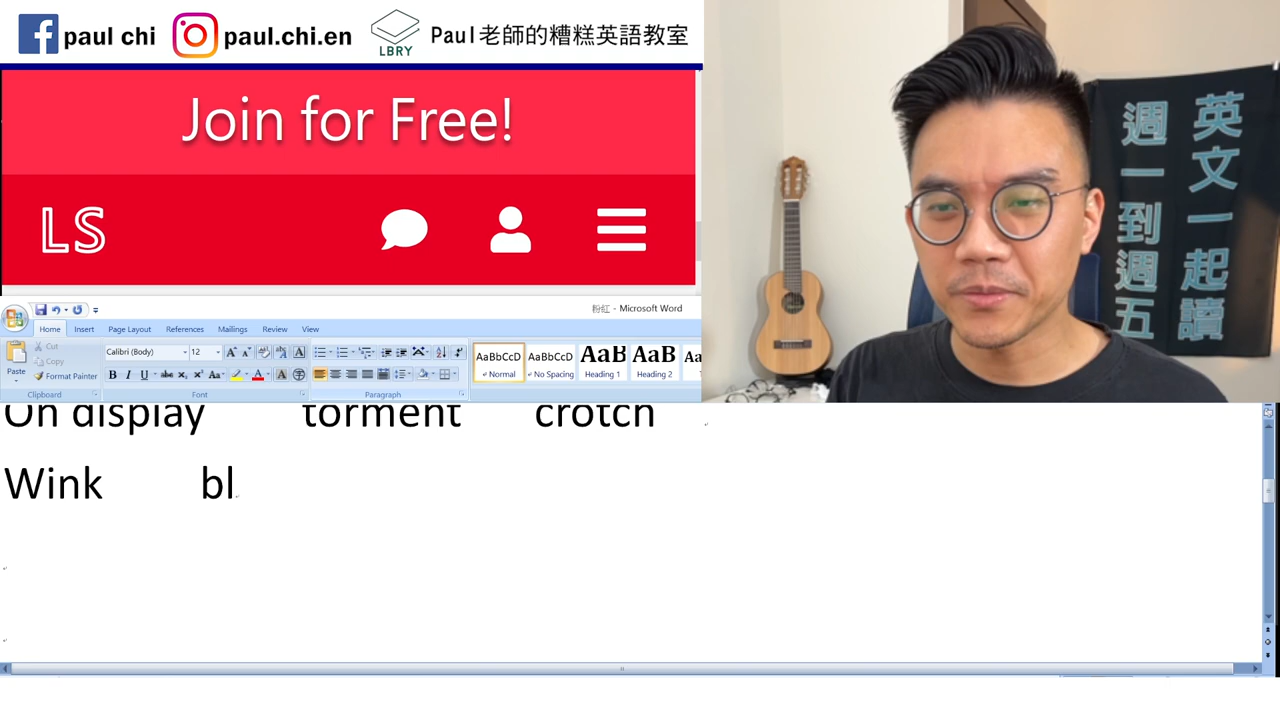 paul chi paul.chi.en LBRY Paul老師的糟糕英語教室
Join for Free!
LS
粉紅 - Microsoft Word
Home Insert Page Layout References Mailings Review View
Cut
Copy
Format Painter
Paste
Calibri (Body) 12
AaBbCcD AaBbCcD AaB AaB Aa
Normal No Spacing Heading 1 Heading 2
Clipboard Font Paragraph
On display torment crotch
Wink bl
英文一起讀
週一到週五